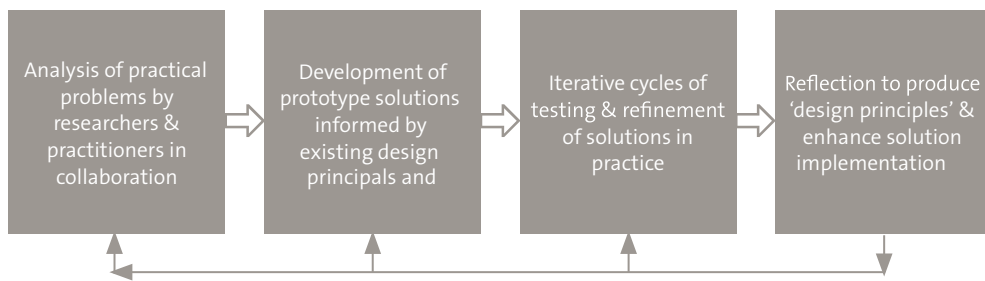 Analysis of practical
problems by
researchers &
practitioners in
collaboration
Development of
prototype solutions
informed by
existing design
principals and
Iterative cycles of
testing & refinement
of solutions in
practice
Reflection to produce
‘design principles’ &
enhance solution
implementation